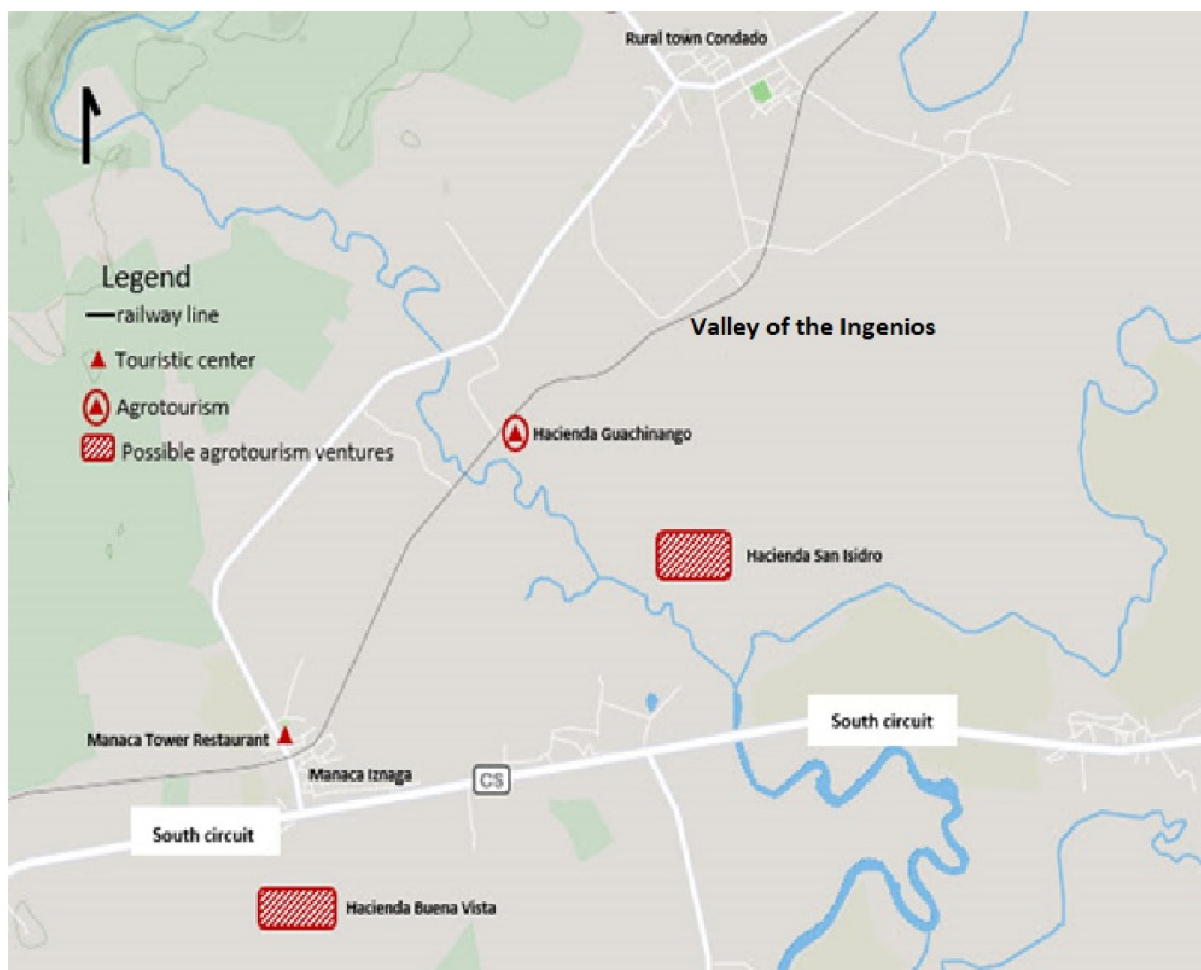 Rural town Condado
Legend
railway line
Touristic center
Agrotourism
Possible agrotourism ventures
Valley of the Ingenios
Hacienda Guachinango
Hacienda San Isidro
South circuit
Manaca Tower Restaurant
Manaca Iznaga
CS
South circuit
Hacienda Buena Vista